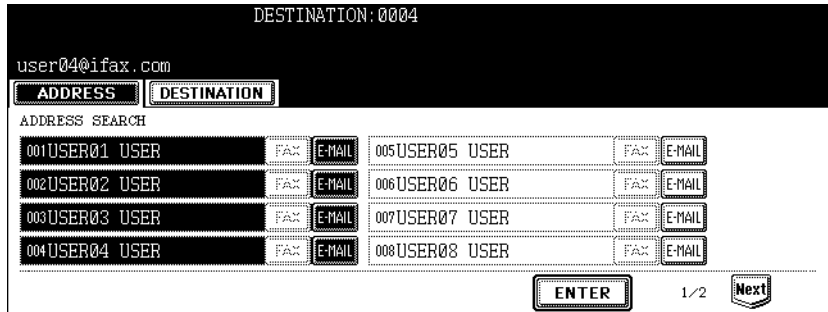 DESTINATION:0004
user04@ifax.com
ADDRESS DESTINATION
ADDRESS SEARCH
001USER01 USER FAX E-MAIL 005USER05 USER FAX E-MAIL
002USER02 USER FAX E-MAIL 006USER06 USER FAX E-MAIL
003USER03 USER FAX E-MAIL 007USER07 USER FAX E-MAIL
004USER04 USER FAX E-MAIL 008USER08 USER FAX E-MAIL
ENTER 1/2 Next